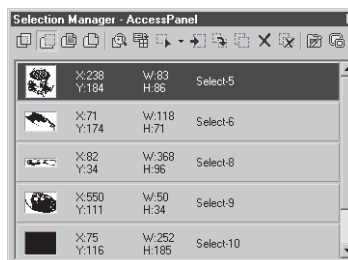 Selection Manager - AccessPanel
X:238 W:83
Y:184 H:86 Select-5
X:71 W:118
Y:174 H:71 Select-6
X:82 W:368
Y:34 H:96 Select-8
X:550 W:50
Y:111 H:34 Select-9
X:75 W:252
Y:116 H:185 Select-10